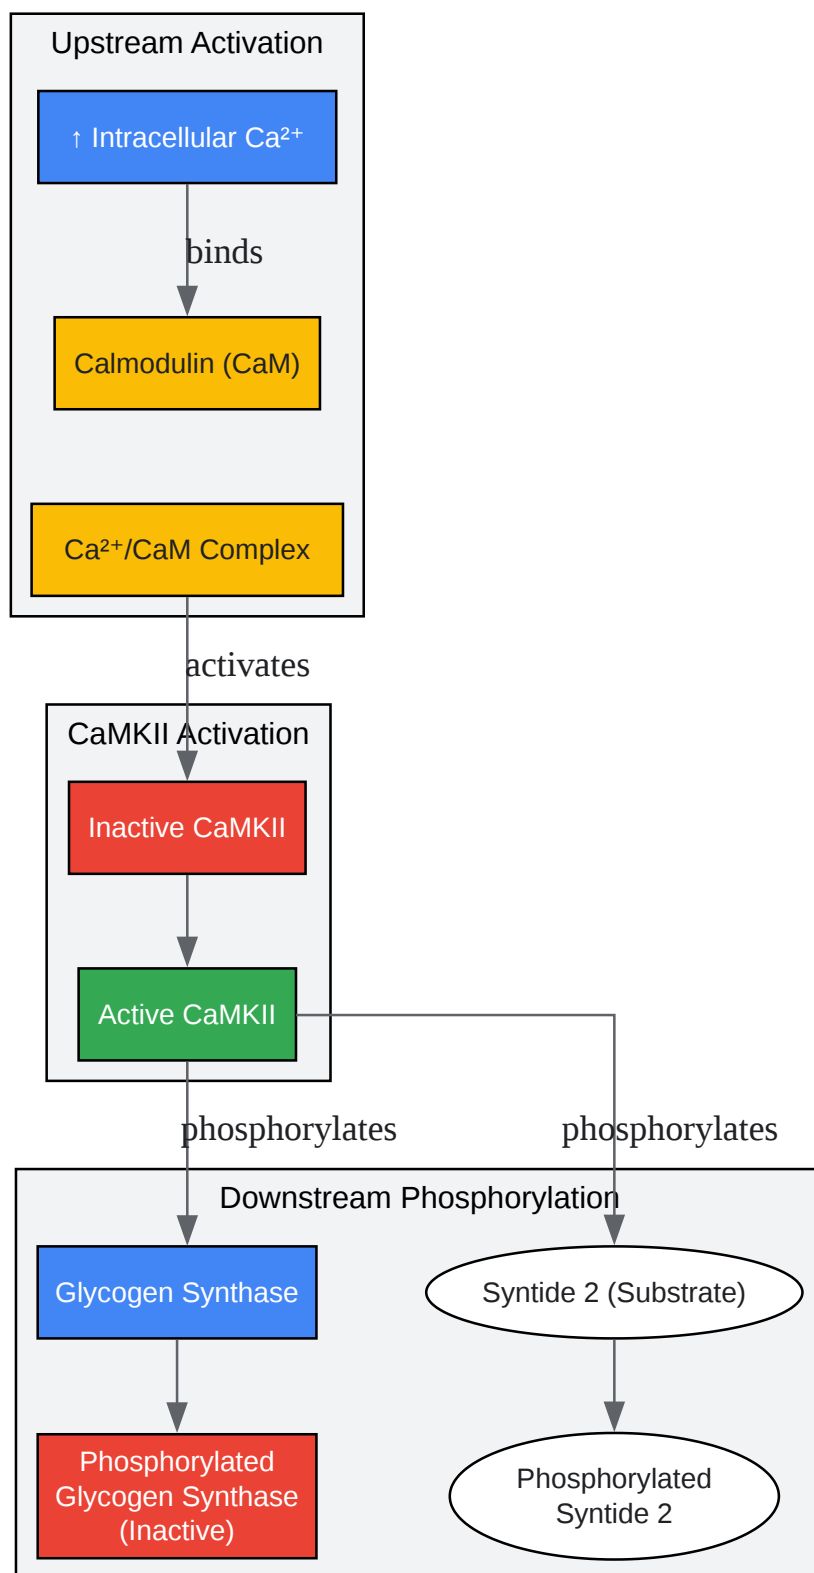 Upstream Activation
↑ Intracellular Ca²⁺
binds
Calmodulin (CaM)
Ca²⁺/CaM Complex
activates
CaMKII Activation
Inactive CaMKII
Active CaMKII
phosphorylates
phosphorylates
Downstream Phosphorylation
Glycogen Synthase
Syntide 2 (Substrate)
Phosphorylated
Glycogen Synthase
(Inactive)
Phosphorylated
Syntide 2